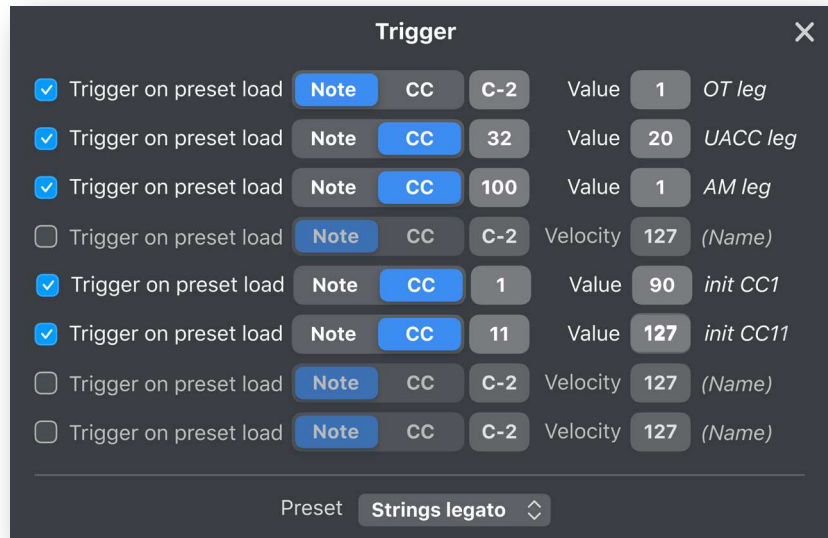 Trigger
Trigger on preset load Note CC C-2 Value 1 OT leg
Trigger on preset load Note CC 32 Value 20 UACC leg
Trigger on preset load Note CC 100 Value 1 AM leg
Trigger on preset load Note CC C-2 Velocity 127 (Name)
Trigger on preset load Note CC 1 Value 90 init CC1
Trigger on preset load Note CC 11 Value 127 init CC11
Trigger on preset load Note CC C-2 Velocity 127 (Name)
Trigger on preset load Note CC C-2 Velocity 127 (Name)
Preset Strings legato